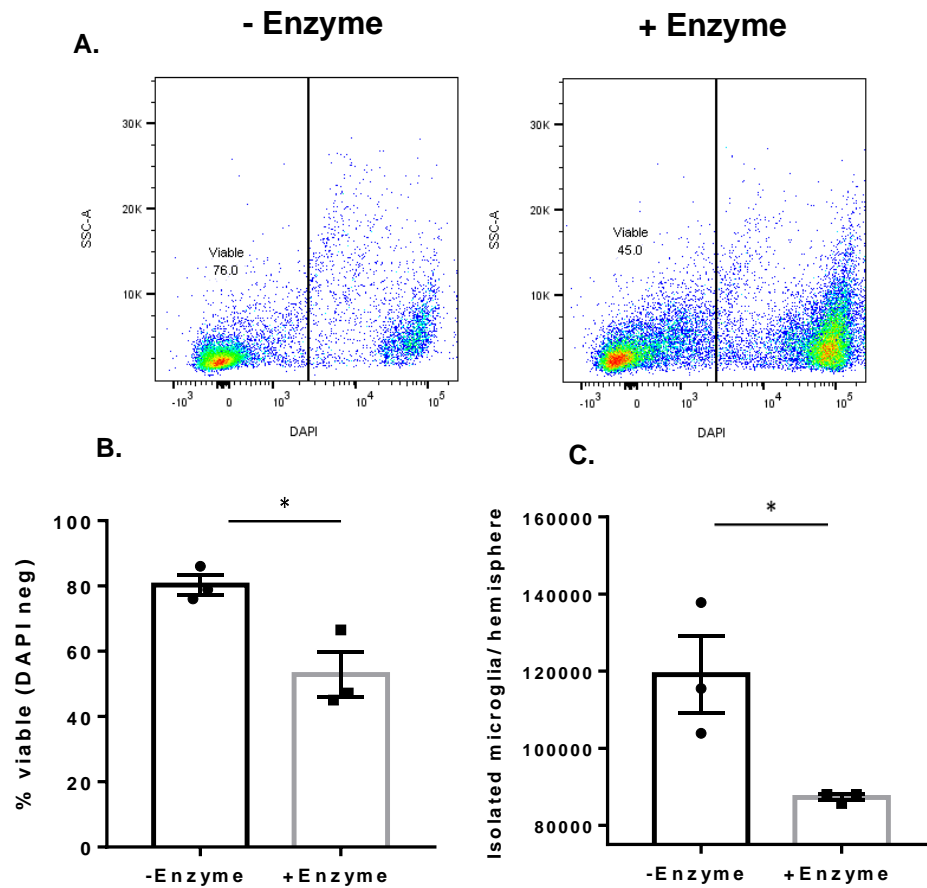 - Enzyme
+ Enzyme
A.
SSC-A
30K
20K
10K
Viable
76.0
-10³ 0 10³ 10⁴ 10⁵
DAPI
SSC-A
30K
20K
10K
Viable
45.0
-10³ 0 10³ 10⁴ 10⁵
DAPI
B.
% viable (DAPI neg)
100
80
60
40
20
0
*
-Enzyme +Enzyme
C.
Isolated microglia/hemisphere
160000
140000
120000
100000
80000
*
-Enzyme +Enzyme